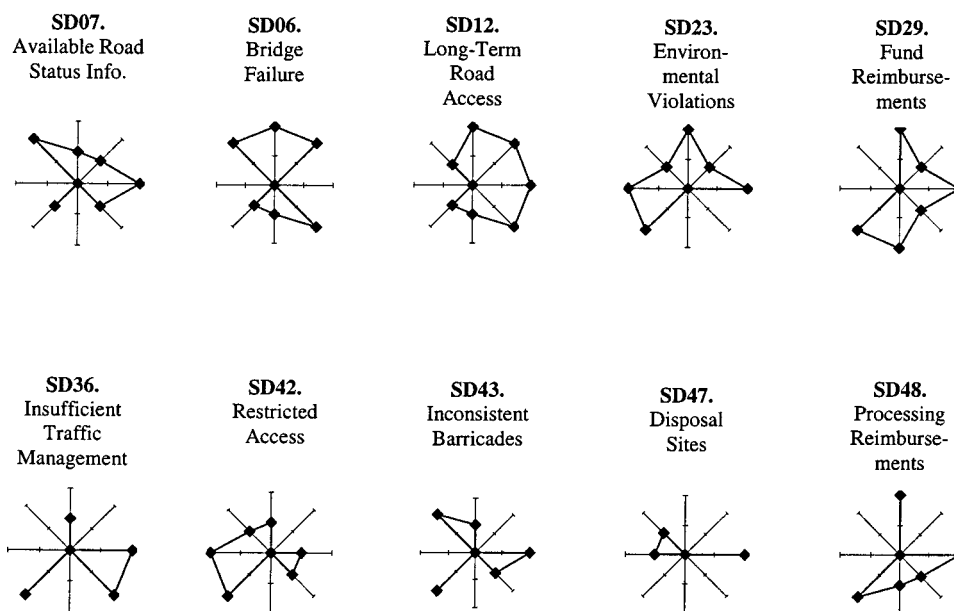 SD07.
Available Road
Status Info.
SD06.
Bridge
Failure
SD12.
Long-Term
Road
Access
SD23.
Environ-
mental
Violations
SD29.
Fund
Reimburse-
ments
SD36.
Insufficient
Traffic
Management
SD42.
Restricted
Access
SD43.
Inconsistent
Barricades
SD47.
Disposal
Sites
SD48.
Processing
Reimburse-
ments